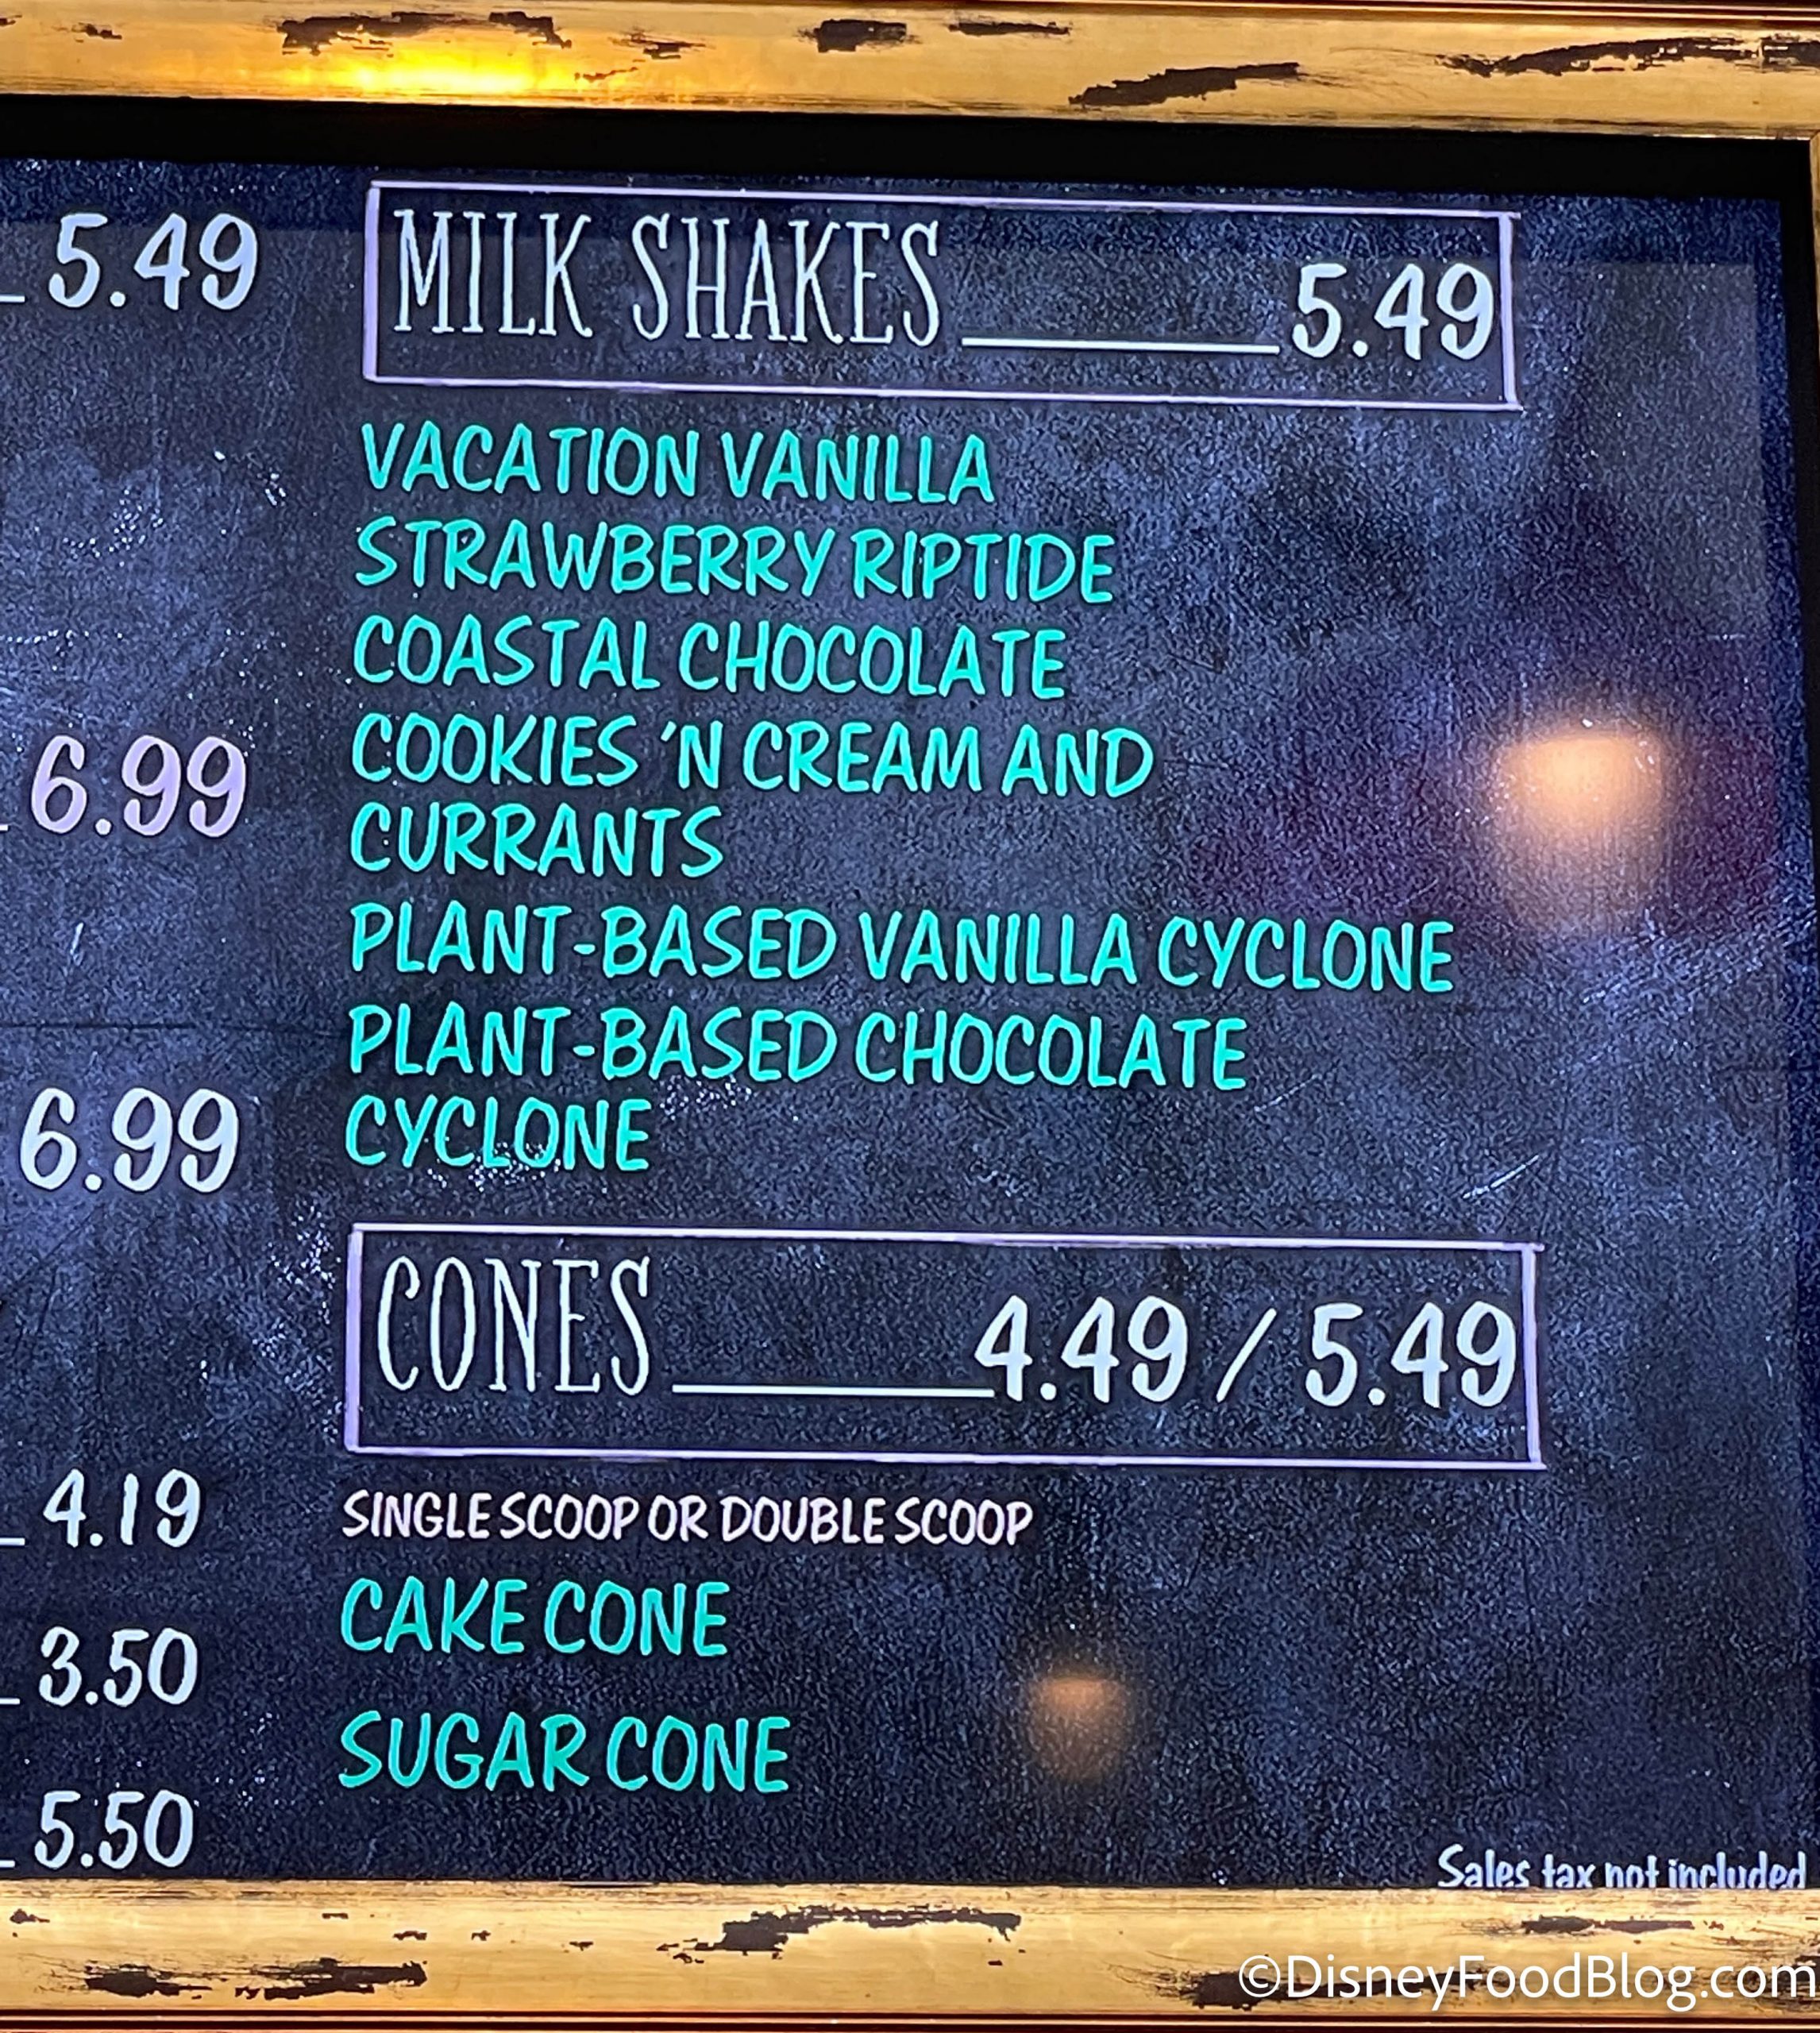 5.49
6.99
6.99
4.19
3.50
5.50
MILK SHAKES 5.49
VACATION VANILLA
STRAWBERRY RIPTIDE
COASTAL CHOCOLATE
COOKIES 'N CREAM AND
CURRANTS
PLANT-BASED VANILLA CYCLONE
PLANT-BASED CHOCOLATE
CYCLONE
CONES 4.49 / 5.49
SINGLE SCOOP OR DOUBLE SCOOP
CAKE CONE
SUGAR CONE
Sales tax not included
©DisneyFoodBlog.com